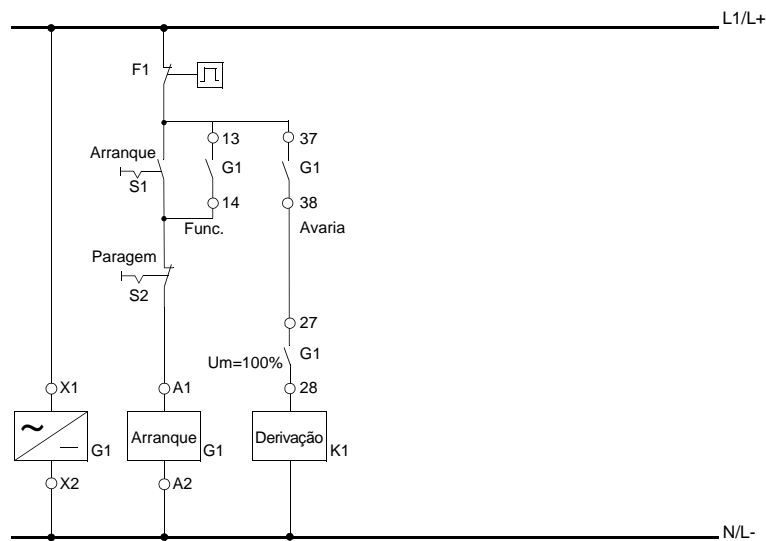 L1/L+
F1
13
37
Arranque
G1
G1
S1
14
38
Func.
Avaria
Paragem
S2
27
G1
Um=100%
X1
A1
28
Arranque
Derivação
G1
G1
K1
X2
A2
N/L-